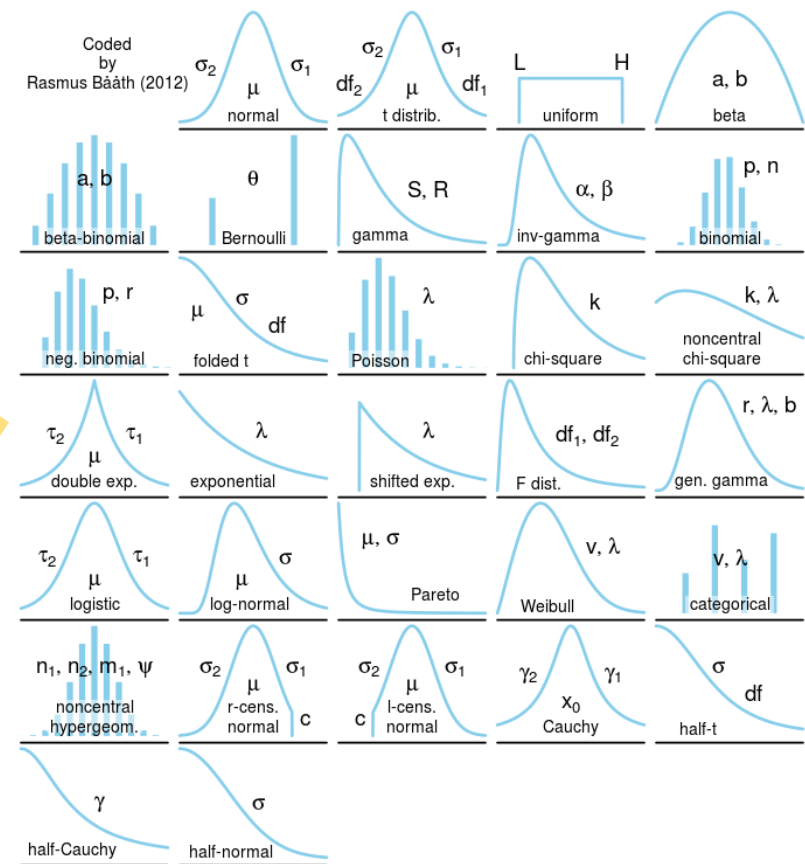 Coded
by
Rasmus Bååth (2012)
σ2 σ1
μ
normal
σ2 σ1
df2 μ df1
t distrib.
L H
uniform
a, b
beta
a, b
beta-binomial
θ
Bernoulli
S, R
gamma
α, β
inv-gamma
p, n
binomial
p, r
neg. binomial
μ σ
df
folded t
λ
Poisson
k
chi-square
k, λ
noncentral
chi-square
τ2 τ1
μ
double exp.
λ
exponential
λ
shifted exp.
df1, df2
F dist.
r, λ, b
gen. gamma
τ2 τ1
μ
logistic
σ
μ
log-normal
μ, σ
Pareto
v, λ
Weibull
v, λ
categorical
n1, n2, m1, ψ
noncentral
hypergeom.
σ2 σ1
μ
r-cens.
normal c
σ2 σ1
μ
l-cens.
c normal
γ2 γ1
x0
Cauchy
σ
df
half-t
γ
half-Cauchy
σ
half-normal